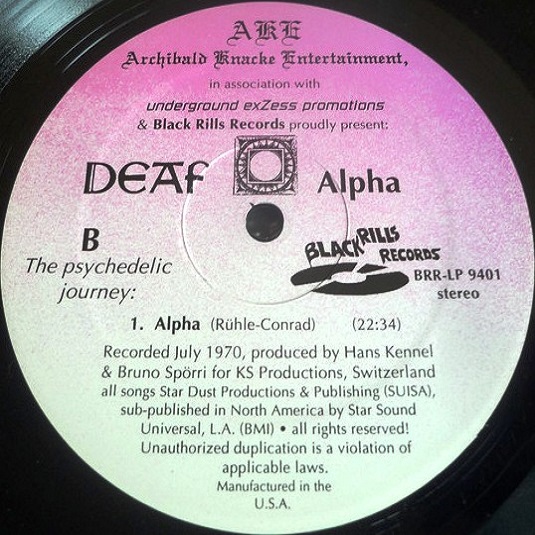 AKE
Archibald Knacke Entertainment,
in association with
underground exZess promotions
& Black Rills Records proudly present:
DEAF Alpha
B
The psychedelic
journey:
BLACK RILLS
RECORDS
BRR-LP 9401
stereo
1. Alpha (Rühle-Conrad) (22:34)
Recorded July 1970, produced by Hans Kennel
& Bruno Spörri for KS Productions, Switzerland
all songs Star Dust Productions & Publishing (SUISA),
sub-published in North America by Star Sound
Universal, L.A. (BMI) • all rights reserved!
Unauthorized duplication is a violation of
applicable laws.
Manufactured in the
U.S.A.